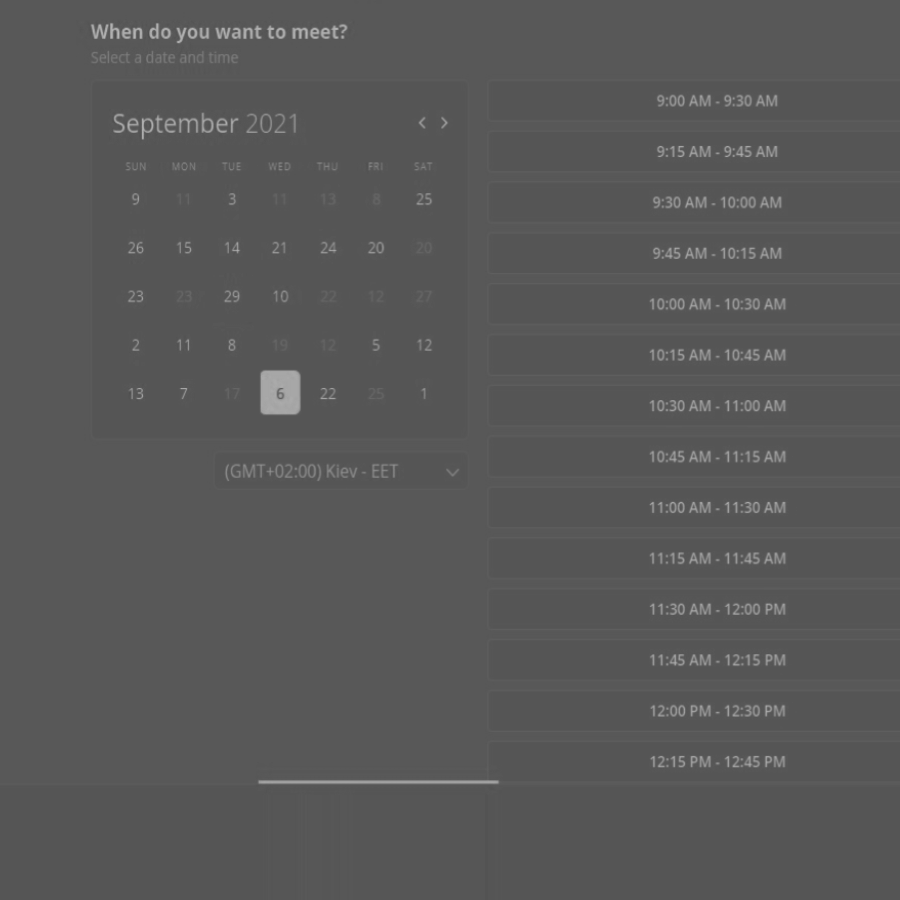 When do you want to meet?
Select a date and time
September 2021
SUN MON TUE WED THU FRI SAT
9 11 3 11 13 8 25
26 15 14 21 24 20 20
23 23 29 10 22 12 27
2 11 8 19 12 5 12
13 7 17 6 22 25 1
(GMT+02:00) Kiev - EET
9:00 AM - 9:30 AM
9:15 AM - 9:45 AM
9:30 AM - 10:00 AM
9:45 AM - 10:15 AM
10:00 AM - 10:30 AM
10:15 AM - 10:45 AM
10:30 AM - 11:00 AM
10:45 AM - 11:15 AM
11:00 AM - 11:30 AM
11:15 AM - 11:45 AM
11:30 AM - 12:00 PM
11:45 AM - 12:15 PM
12:00 PM - 12:30 PM
12:15 PM - 12:45 PM